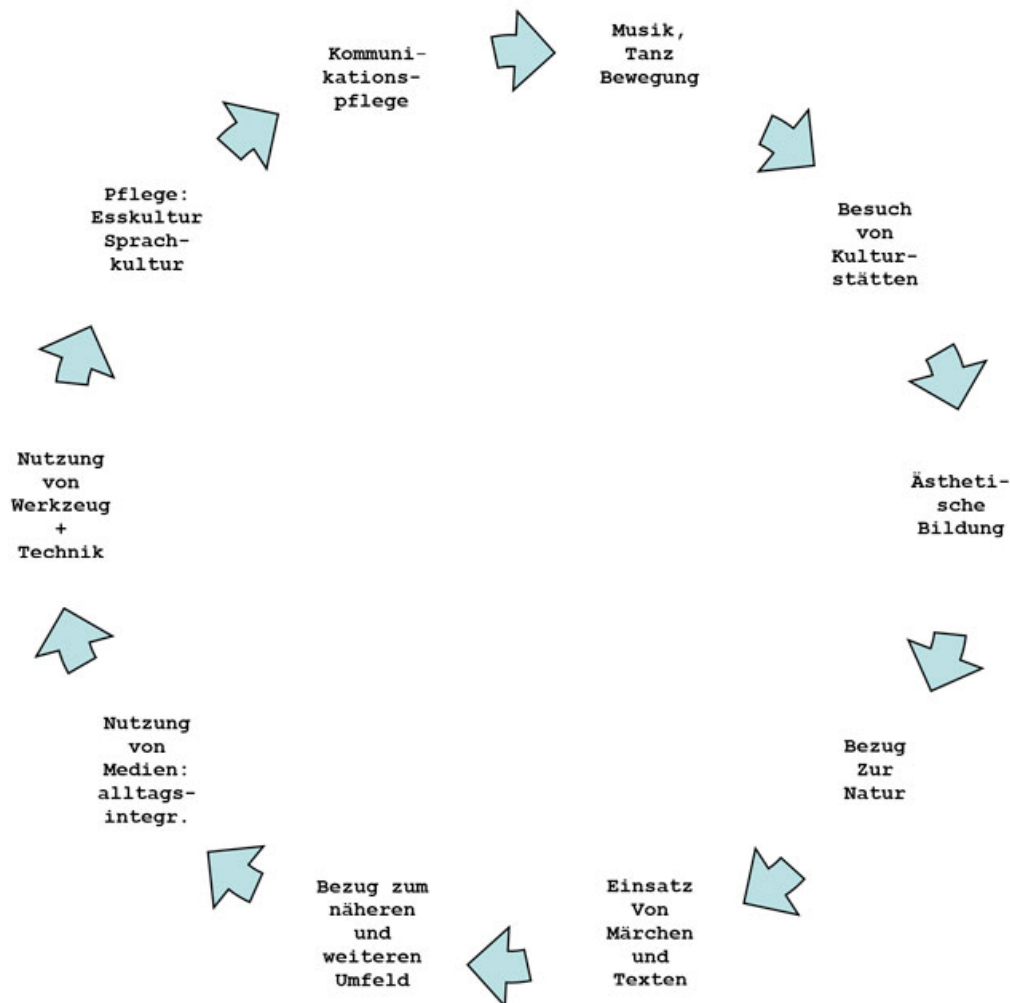 Musik,
Tanz
Bewegung
Besuch
von
Kultur-
stätten
Ästheti-
sche
Bildung
Bezug
Zur
Natur
Einsatz
Von
Märchen
und
Texten
Bezug zum
näheren
und
weiteren
Umfeld
Nutzung
von
Medien:
alltags-
integr.
Nutzung
von
Werkzeug
+
Technik
Pflege:
Esskultur
Sprach-
kultur
Kommuni-
kations-
pflege